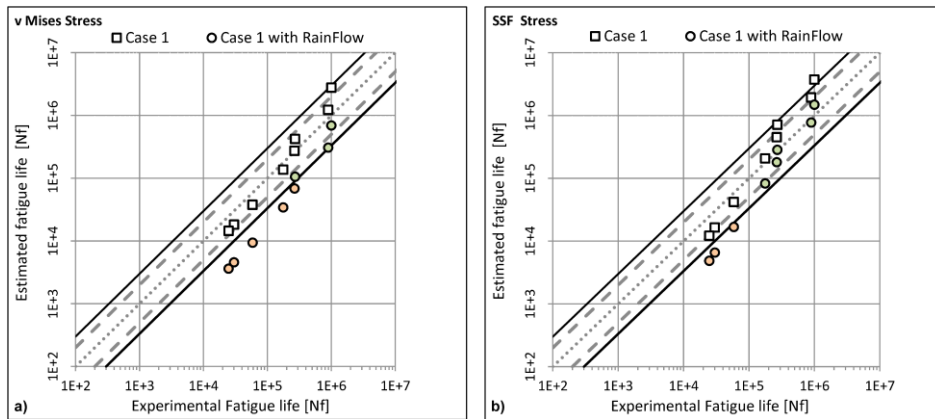 v Mises Stress
Case 1
Case 1 with RainFlow
Estimated fatigue life [Nf]
1E+7
1E+6
1E+5
1E+4
1E+3
1E+2
1E+2 1E+3 1E+4 1E+5 1E+6 1E+7
a) Experimental Fatigue life [Nf]
SSF Stress
Case 1
Case 1 with RainFlow
Estimated fatigue life [Nf]
1E+7
1E+6
1E+5
1E+4
1E+3
1E+2
1E+2 1E+3 1E+4 1E+5 1E+6 1E+7
b) Experimental Fatigue life [Nf]